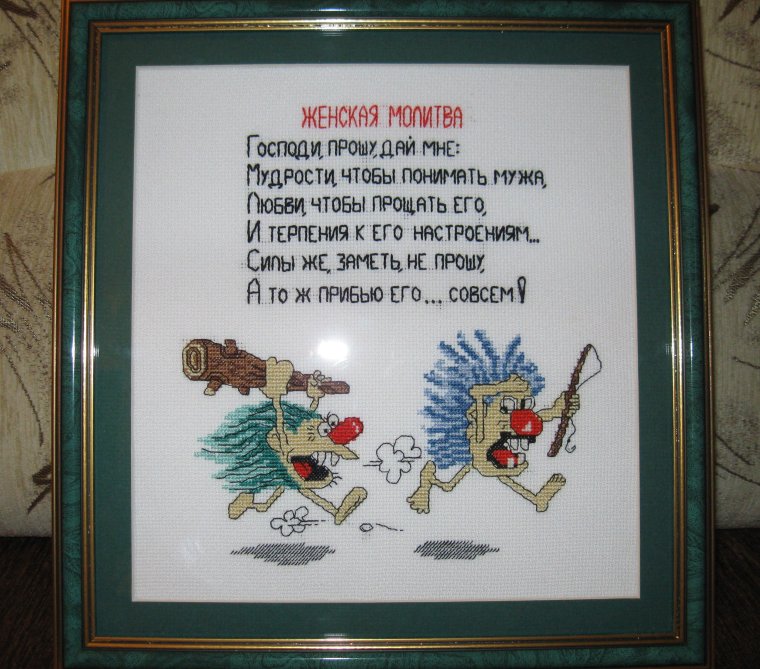 ЖЕНСКАЯ МОЛИТВА
ГОСПОДИ, ПРОШУ, ДАЙ МНЕ:
МУДРОСТИ, ЧТОБЫ ПОНИМАТЬ МУЖА,
ЛЮБВИ, ЧТОБЫ ПРОЩАТЬ ЕГО,
И ТЕРПЕНИЯ К ЕГО НАСТРОЕНИЯМ...
СИЛЫ ЖЕ, ЗАМЕТЬ, НЕ ПРОШУ,
А ТО Ж ПРИБЬЮ ЕГО... СОВСЕМ!